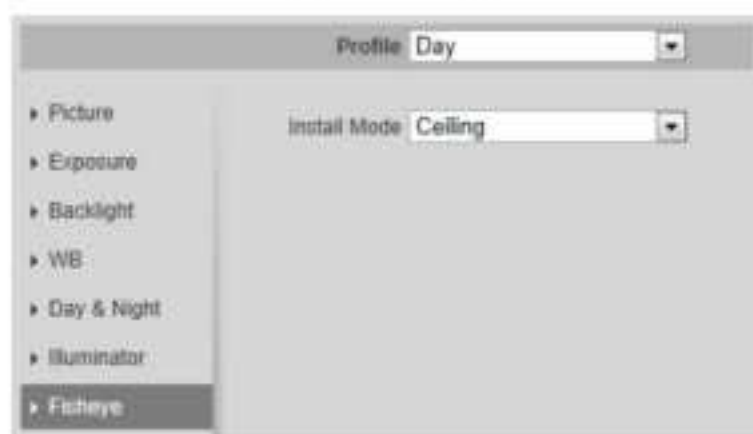 Profile Day
Install Mode Ceiling
Picture
Exposure
Backlight
WB
Day & Night
Illuminator
Fisheye